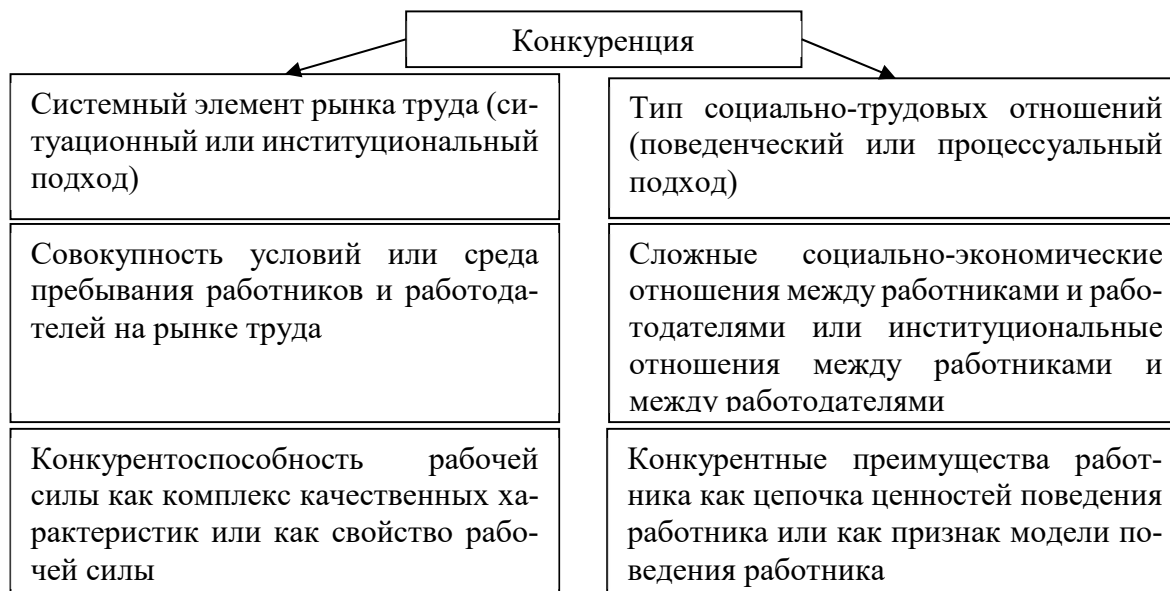 Конкуренция
Системный элемент рынка труда (си-
туационный или институциональный
подход)
Тип социально-трудовых отношений
(поведенческий или процессуальный
подход)
Совокупность условий или среда
пребывания работников и работода-
телей на рынке труда
Сложные социально-экономические
отношения между работниками и рабо-
тодателями или институциональные
отношения между работниками и
между работодателями
Конкурентоспособность рабочей
силы как комплекс качественных ха-
рактеристик или как свойство рабо-
чей силы
Конкурентные преимущества работ-
ника как цепочка ценностей поведения
работника или как признак модели по-
ведения работника